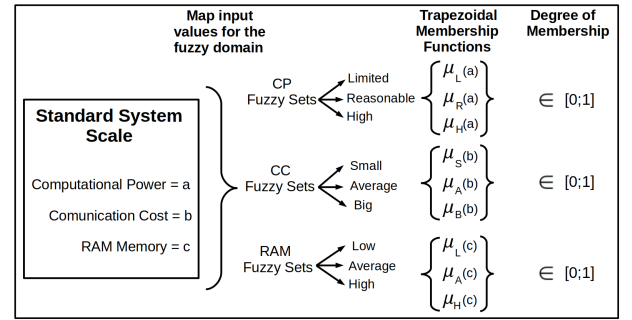 Map input
values for the
fuzzy domain
Trapezoidal
Membership
Functions
Degree of
Membership
Standard System
Scale
Computational Power = a
Comunication Cost = b
RAM Memory = c
CP
Fuzzy Sets
Limited
Reasonable
High
μL(a)
μR(a)
μH(a)
∈ [0;1]
CC
Fuzzy Sets
Small
Average
Big
μS(b)
μA(b)
μB(b)
∈ [0;1]
RAM
Fuzzy Sets
Low
Average
High
μL(c)
μA(c)
μH(c)
∈ [0;1]